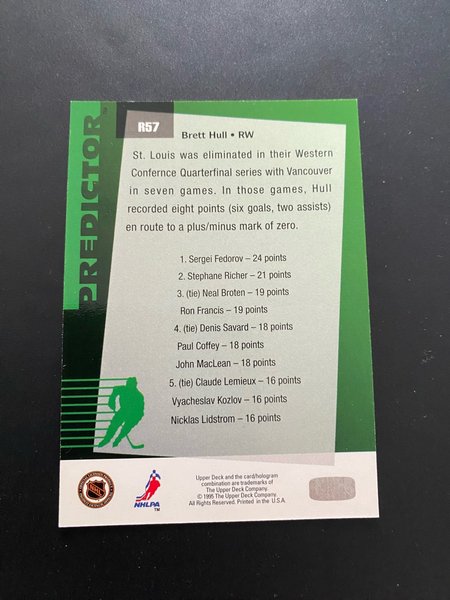 PREDICTOR
R57
Brett Hull • RW
St. Louis was eliminated in their Western
Confernce Quarterfinal series with Vancouver
in seven games. In those games, Hull
recorded eight points (six goals, two assists)
en route to a plus/minus mark of zero.
1. Sergei Fedorov – 24 points
2. Stephane Richer – 21 points
3. (tie) Neal Broten – 19 points
Ron Francis – 19 points
4. (tie) Denis Savard – 18 points
Paul Coffey – 18 points
John MacLean – 18 points
5. (tie) Claude Lemieux – 16 points
Vyacheslav Kozlov – 16 points
Nicklas Lidstrom – 16 points
NHLPA
TM
Upper Deck and the card/hologram
combination are trademarks of
The Upper Deck Company.
© 1995 The Upper Deck Company.
All Rights Reserved. Printed in the U.S.A.